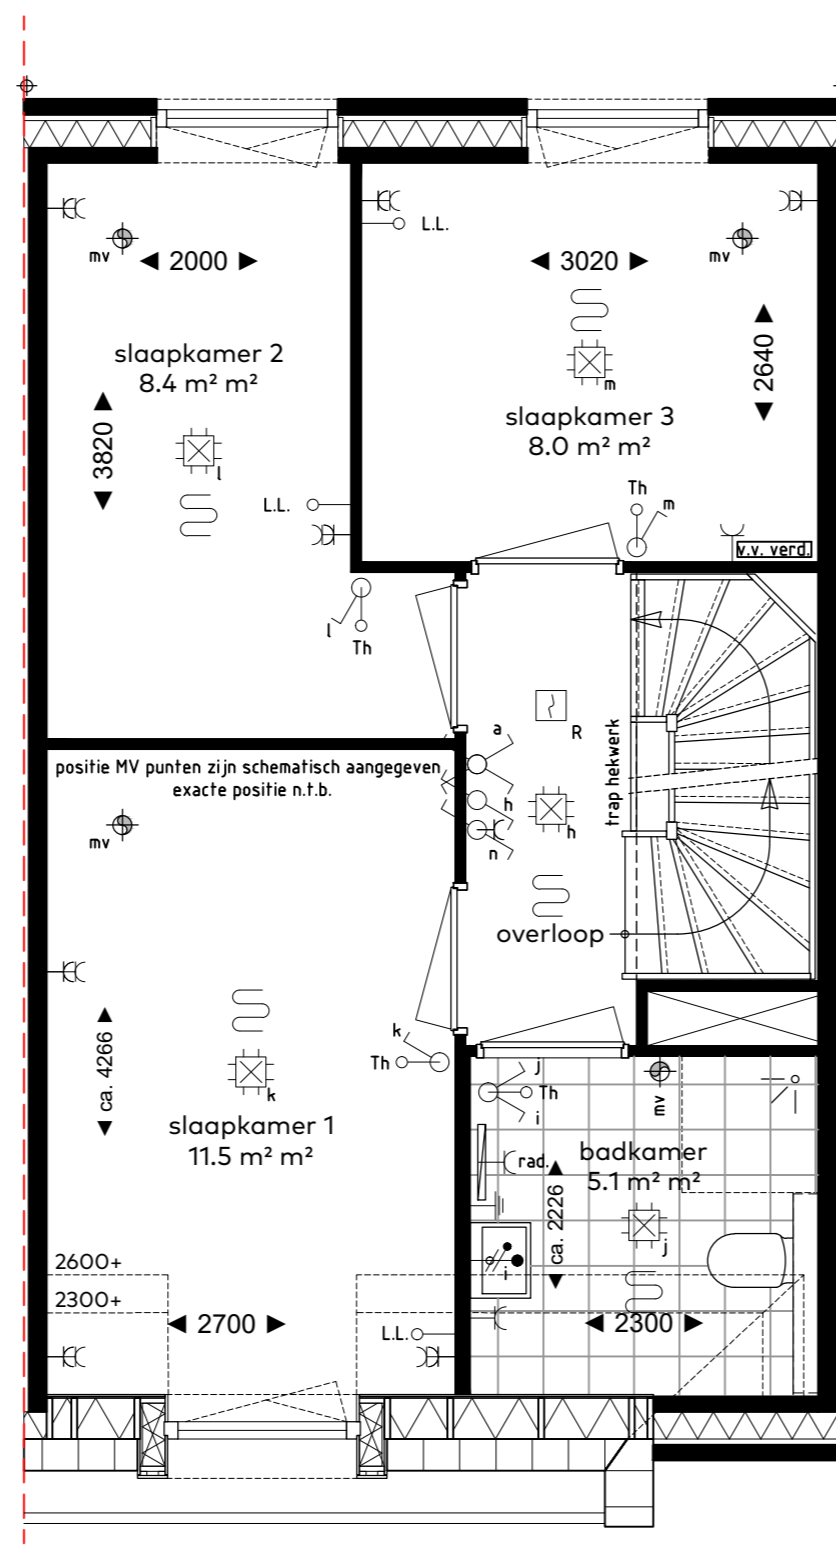 L.L.
mv
mv
2000
3020
2640
slaapkamer 2
8.4 m² m²
m
slaapkamer 3
8.0 m² m²
3820
l
L.L.
Th
m
v.v. verd.
l
Th
a
R
trap hekwerk
positie MV punten zijn schematisch aangegeven
exacte positie n.t.b.
h
h
n
mv
overloop
k
Th
ca. 4266
k
slaapkamer 1
11.5 m² m²
j
Th
i
mv
badkamer
5.1 m² m²
rad.
ca. 2226
j
i
2600+
2300+
2700
2300
L.L.